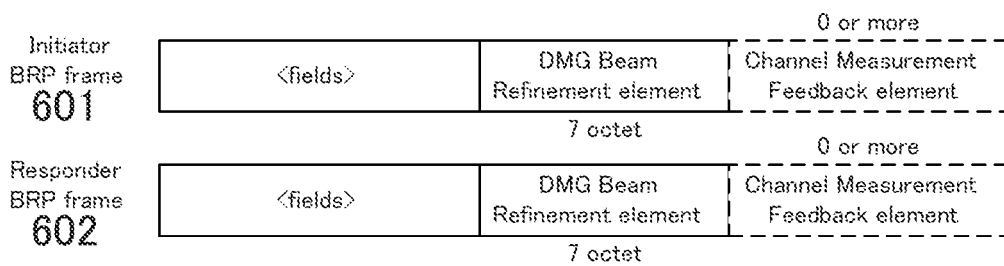 0 or more
Initiator
BRP frame
601
<fields>
DMG Beam
Refinement element
Channel Measurement
Feedback element
7 octet
0 or more
Responder
BRP frame
602
<fields>
DMG Beam
Refinement element
Channel Measurement
Feedback element
7 octet